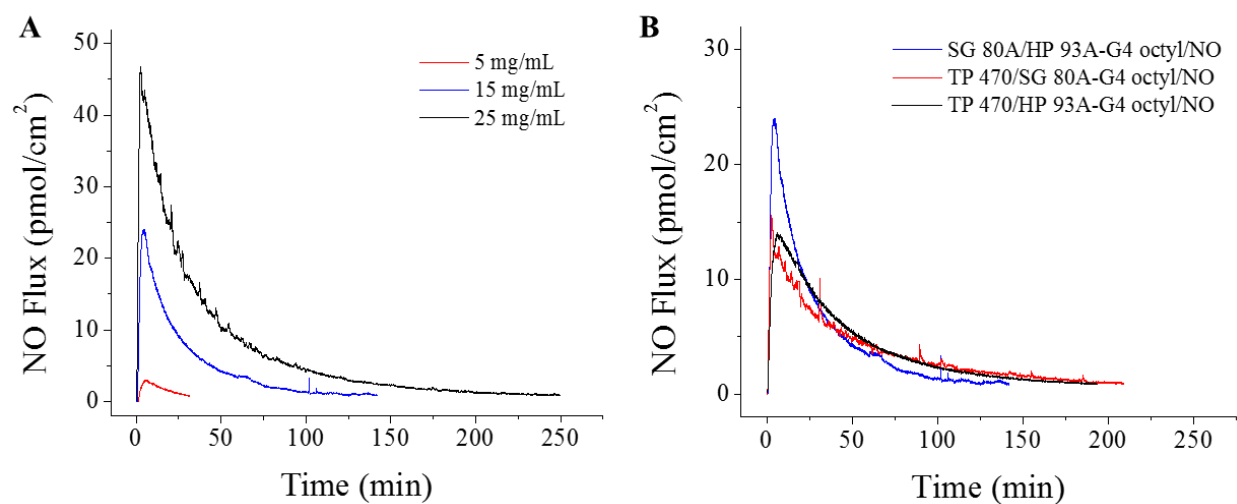 A
5 mg/mL
15 mg/mL
25 mg/mL
NO Flux (pmol/cm²)
50
40
30
20
10
0
0 50 100 150 200 250
Time (min)
B
SG 80A/HP 93A-G4 octyl/NO
TP 470/SG 80A-G4 octyl/NO
TP 470/HP 93A-G4 octyl/NO
NO Flux (pmol/cm²)
30
20
10
0
0 50 100 150 200 250
Time (min)